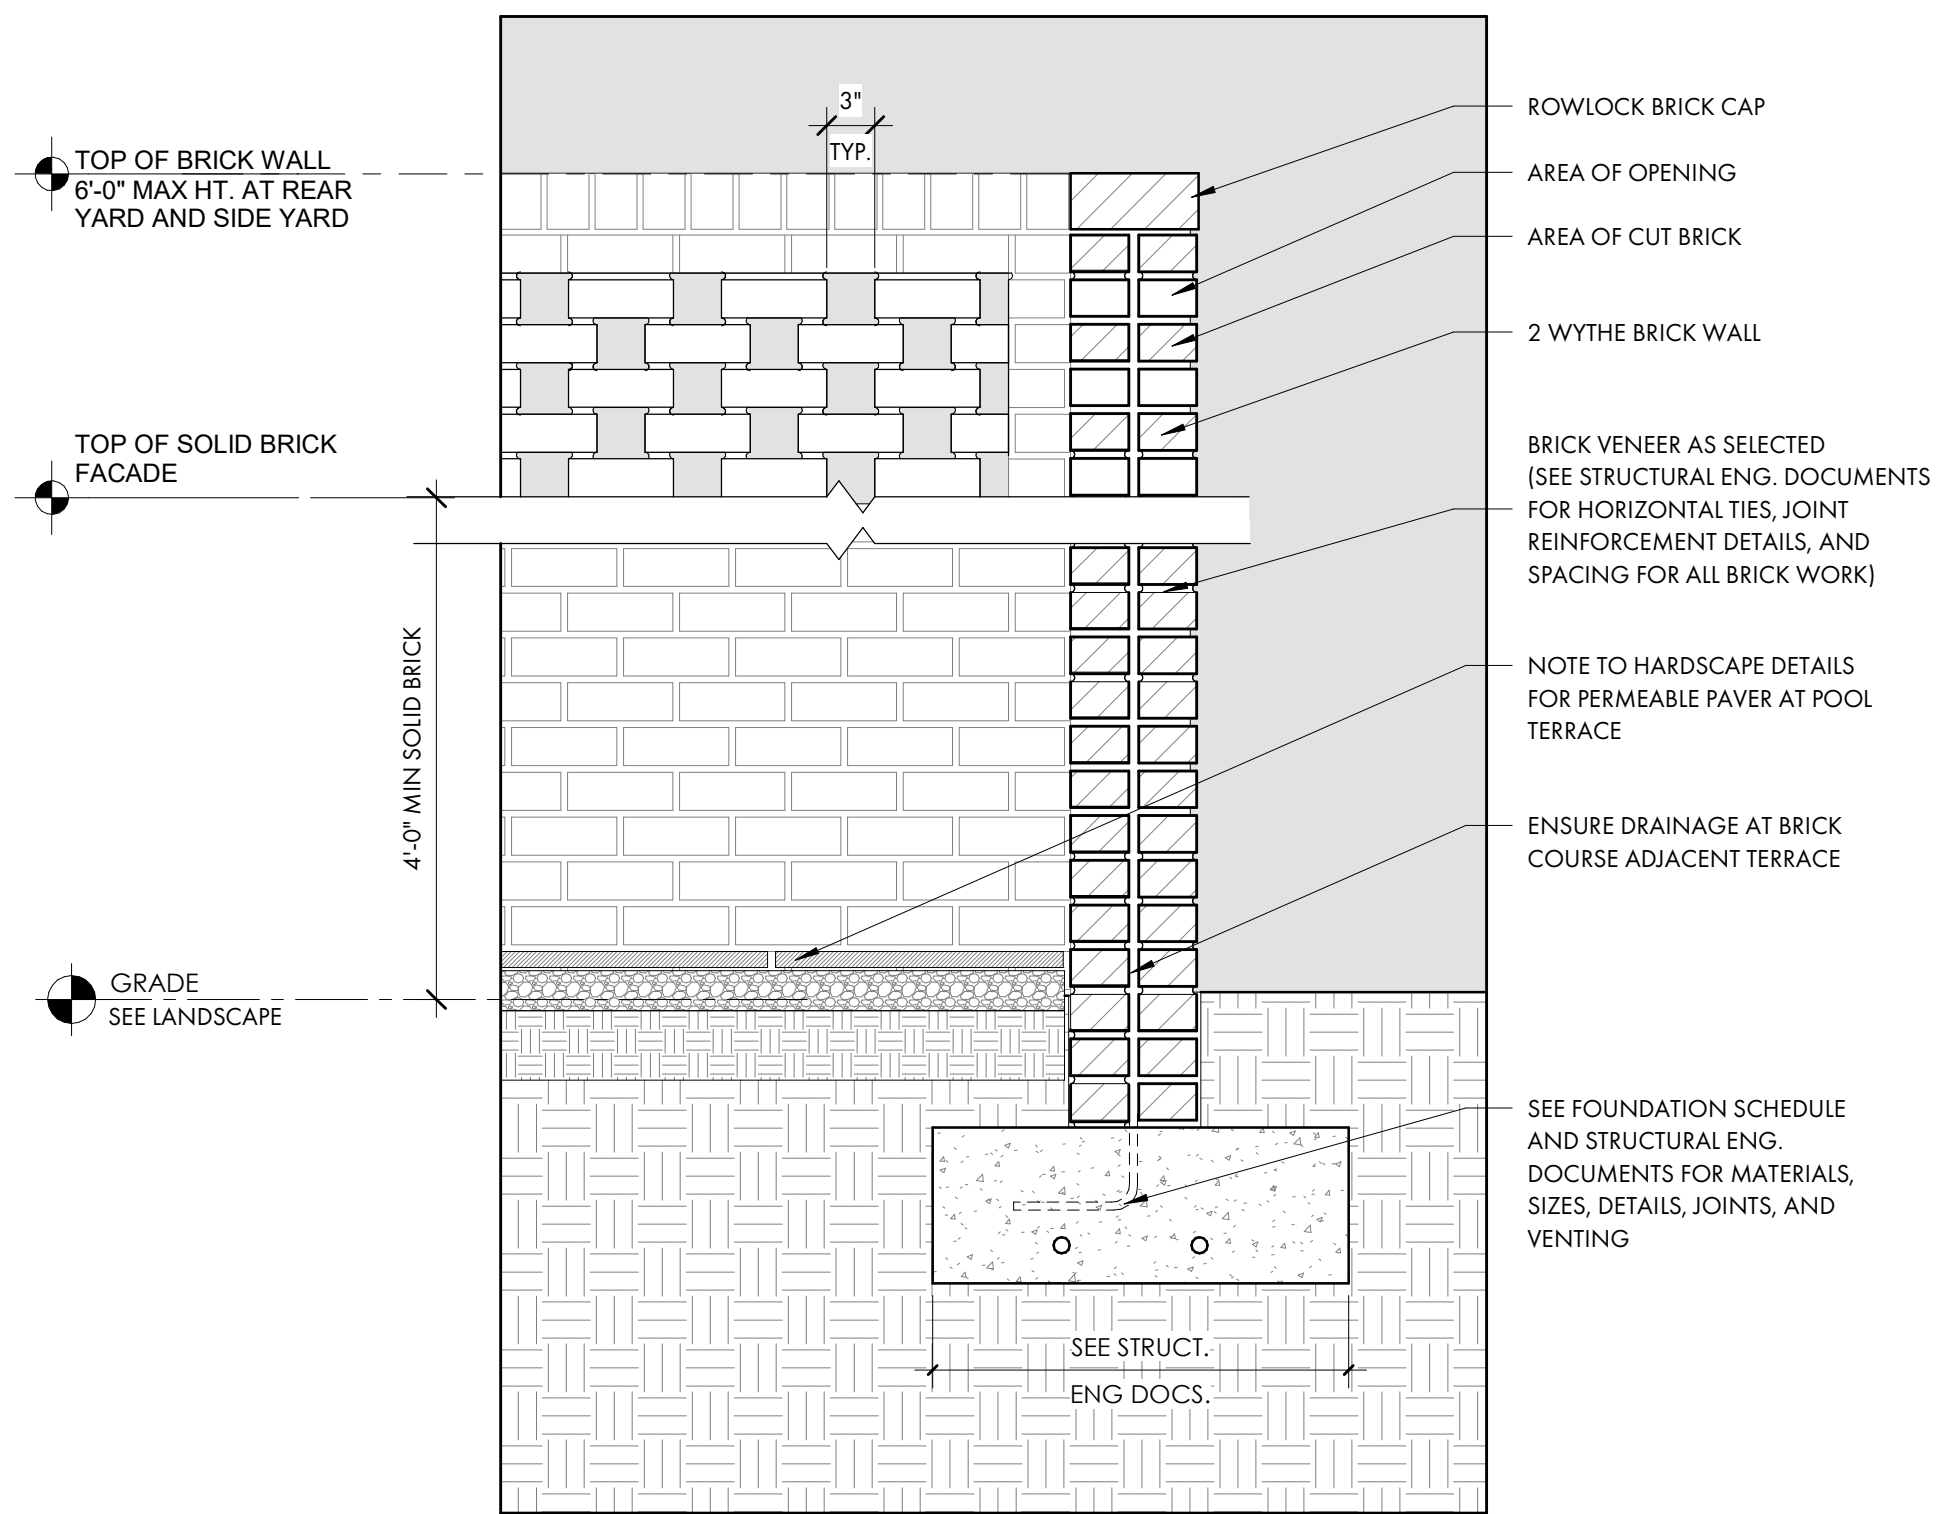 3"
TYP.
TOP OF BRICK WALL
6'-0" MAX HT. AT REAR
YARD AND SIDE YARD
TOP OF SOLID BRICK
FACADE
4'-0" MIN SOLID BRICK
GRADE
SEE LANDSCAPE
ROWLOCK BRICK CAP
AREA OF OPENING
AREA OF CUT BRICK
2 WYTHE BRICK WALL
BRICK VENEER AS SELECTED
(SEE STRUCTURAL ENG. DOCUMENTS
FOR HORIZONTAL TIES, JOINT
REINFORCEMENT DETAILS, AND
SPACING FOR ALL BRICK WORK)
NOTE TO HARDSCAPE DETAILS
FOR PERMEABLE PAVER AT POOL
TERRACE
ENSURE DRAINAGE AT BRICK
COURSE ADJACENT TERRACE
SEE FOUNDATION SCHEDULE
AND STRUCTURAL ENG.
DOCUMENTS FOR MATERIALS,
SIZES, DETAILS, JOINTS, AND
VENTING
SEE STRUCT.
ENG DOCS.